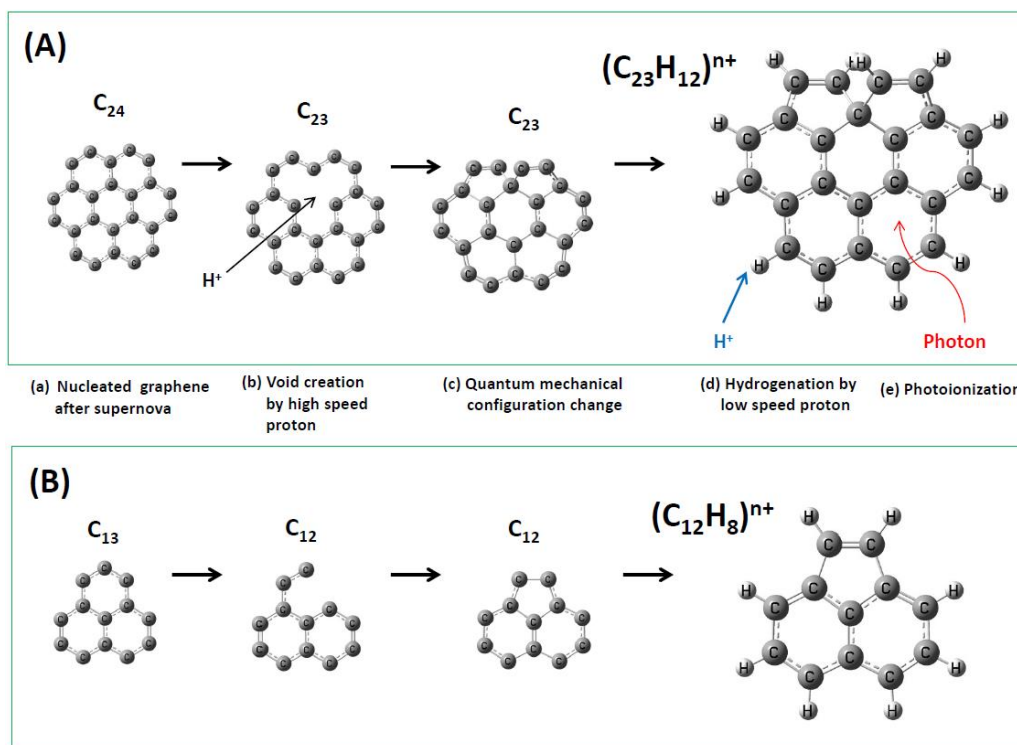 (A)
C₂₄
C₂₃
C₂₃
(C₂₃H₁₂)ⁿ⁺
H⁺
H⁺
Photon
(a) Nucleated graphene
after supernova
(b) Void creation
by high speed
proton
(c) Quantum mechanical
configuration change
(d) Hydrogenation by
low speed proton
(e) Photoionization
(B)
C₁₃
C₁₂
C₁₂
(C₁₂H₈)ⁿ⁺